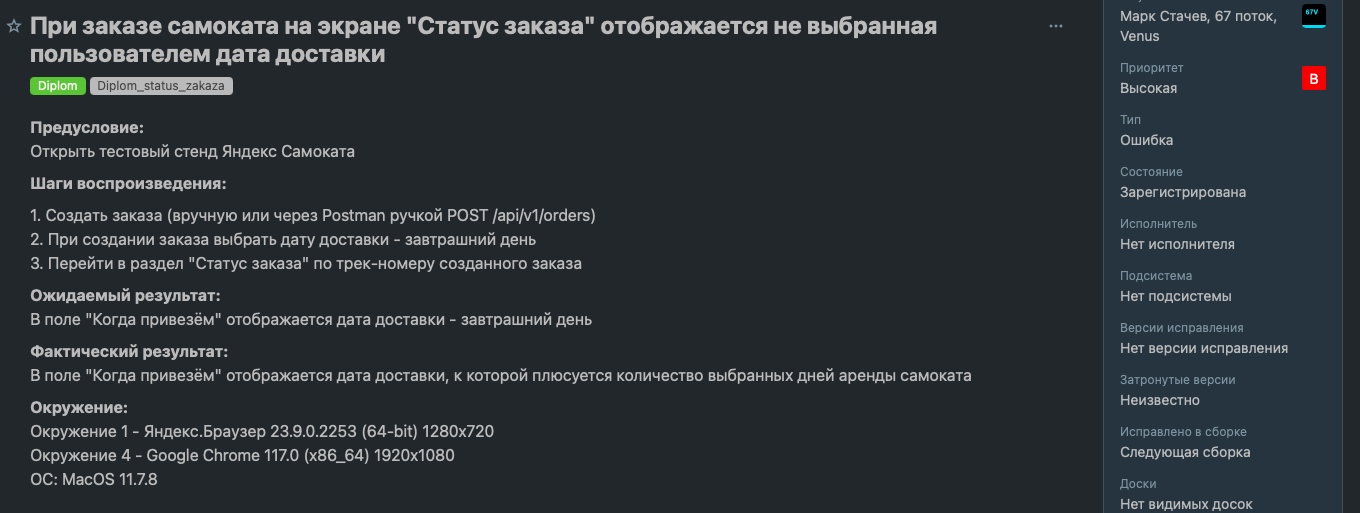 При заказе самоката на экране "Статус заказа" отображается не выбранная
пользователем дата доставки
Diplom Diplom_status_zakaza
Предусловие:
Открыть тестовый стенд Яндекс Самоката
Шаги воспроизведения:
1. Создать заказа (вручную или через Postman ручкой POST /api/v1/orders)
2. При создании заказа выбрать дату доставки - завтрашний день
3. Перейти в раздел "Статус заказа" по трек-номеру созданного заказа
Ожидаемый результат:
В поле "Когда привезём" отображается дата доставки - завтрашний день
Фактический результат:
В поле "Когда привезём" отображается дата доставки, к которой плюсуется количество выбранных дней аренды самоката
Окружение:
Окружение 1 - Яндекс.Браузер 23.9.0.2253 (64-bit) 1280x720
Окружение 4 - Google Chrome 117.0 (x86_64) 1920x1080
ОС: MacOS 11.7.8
Марк Стачев, 67 поток,
Venus
67V
Приоритет
Высокая
В
Тип
Ошибка
Состояние
Зарегистрирована
Исполнитель
Нет исполнителя
Подсистема
Нет подсистемы
Версии исправления
Нет версии исправления
Затронутые версии
Неизвестно
Исправлено в сборке
Следующая сборка
Доски
Нет видимых досок